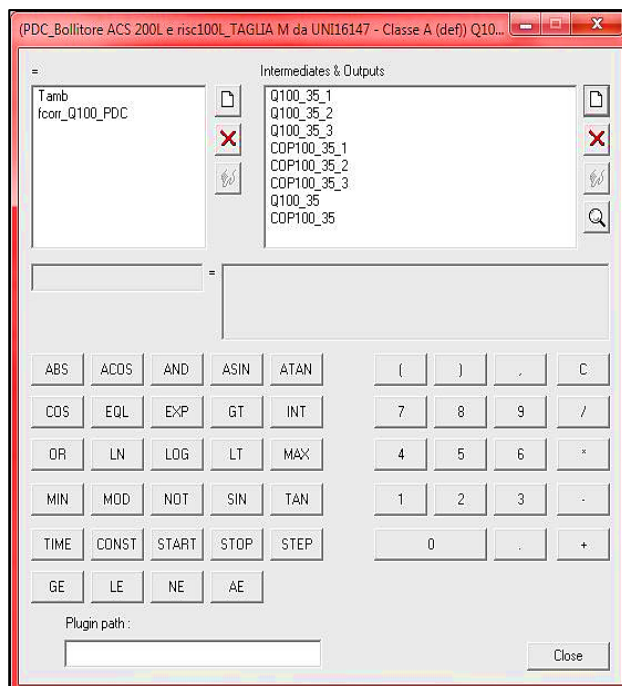 (PDC_Bollitore ACS 200L e risc100L_TAGLIA M da UNI16147 - Classe A (def)) Q10...
= Intermediates & Outputs
Tamb
fcorr_Q100_PDC
Q100_35_1
Q100_35_2
Q100_35_3
COP100_35_1
COP100_35_2
COP100_35_3
Q100_35
COP100_35
=
ABS ACOS AND ASIN ATAN ( ) , C
COS EQL EXP GT INT 7 8 9 /
OR LN LOG LT MAX 4 5 6 *
MIN MOD NOT SIN TAN 1 2 3 -
TIME CONST START STOP STEP 0 . +
GE LE NE AE
Plugin path :
Close